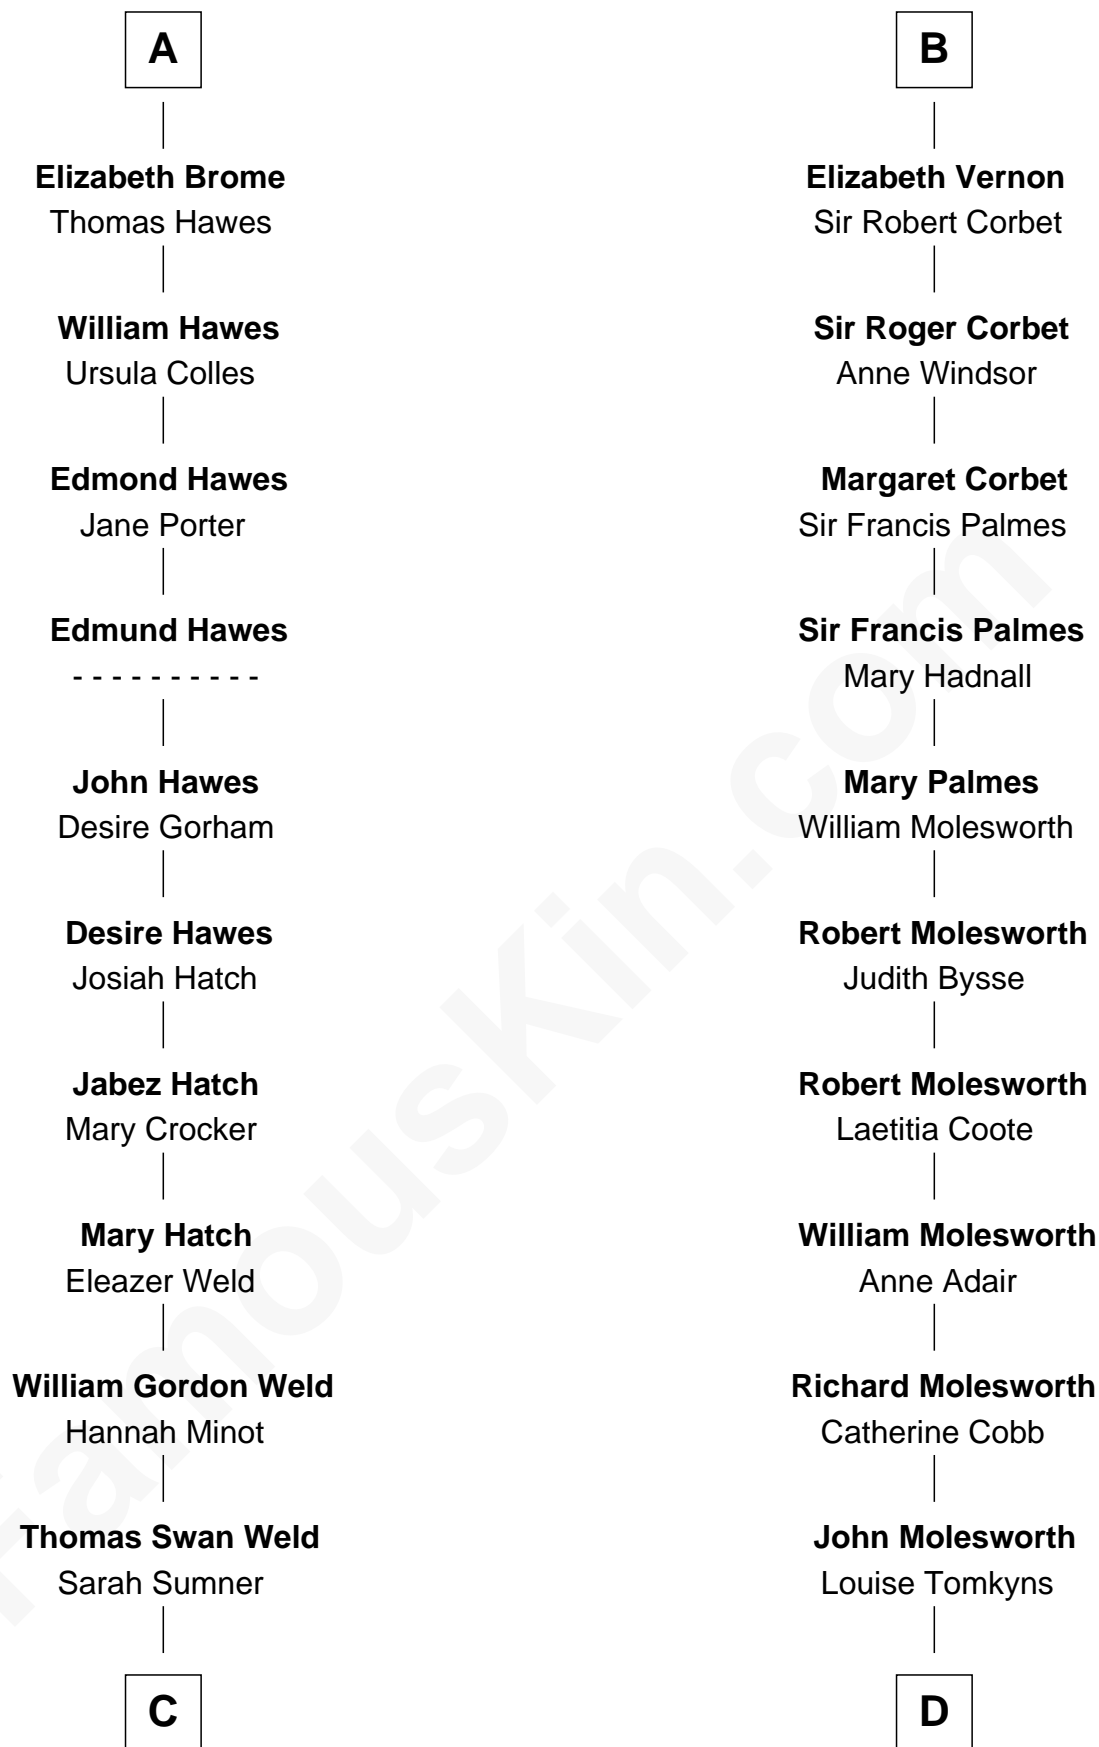 A
Elizabeth Brome
Thomas Hawes
William Hawes
Ursula Colles
Edmond Hawes
Jane Porter
Edmund Hawes
- - - - - - - - - -
John Hawes
Desire Gorham
Desire Hawes
Josiah Hatch
Jabez Hatch
Mary Crocker
Mary Hatch
Eleazer Weld
William Gordon Weld
Hannah Minot
Thomas Swan Weld
Sarah Sumner
C
B
Elizabeth Vernon
Sir Robert Corbet
Sir Roger Corbet
Anne Windsor
Margaret Corbet
Sir Francis Palmes
Sir Francis Palmes
Mary Hadnall
Mary Palmes
William Molesworth
Robert Molesworth
Judith Bysse
Robert Molesworth
Laetitia Coote
William Molesworth
Anne Adair
Richard Molesworth
Catherine Cobb
John Molesworth
Louise Tomkyns
D
FamousKin.com